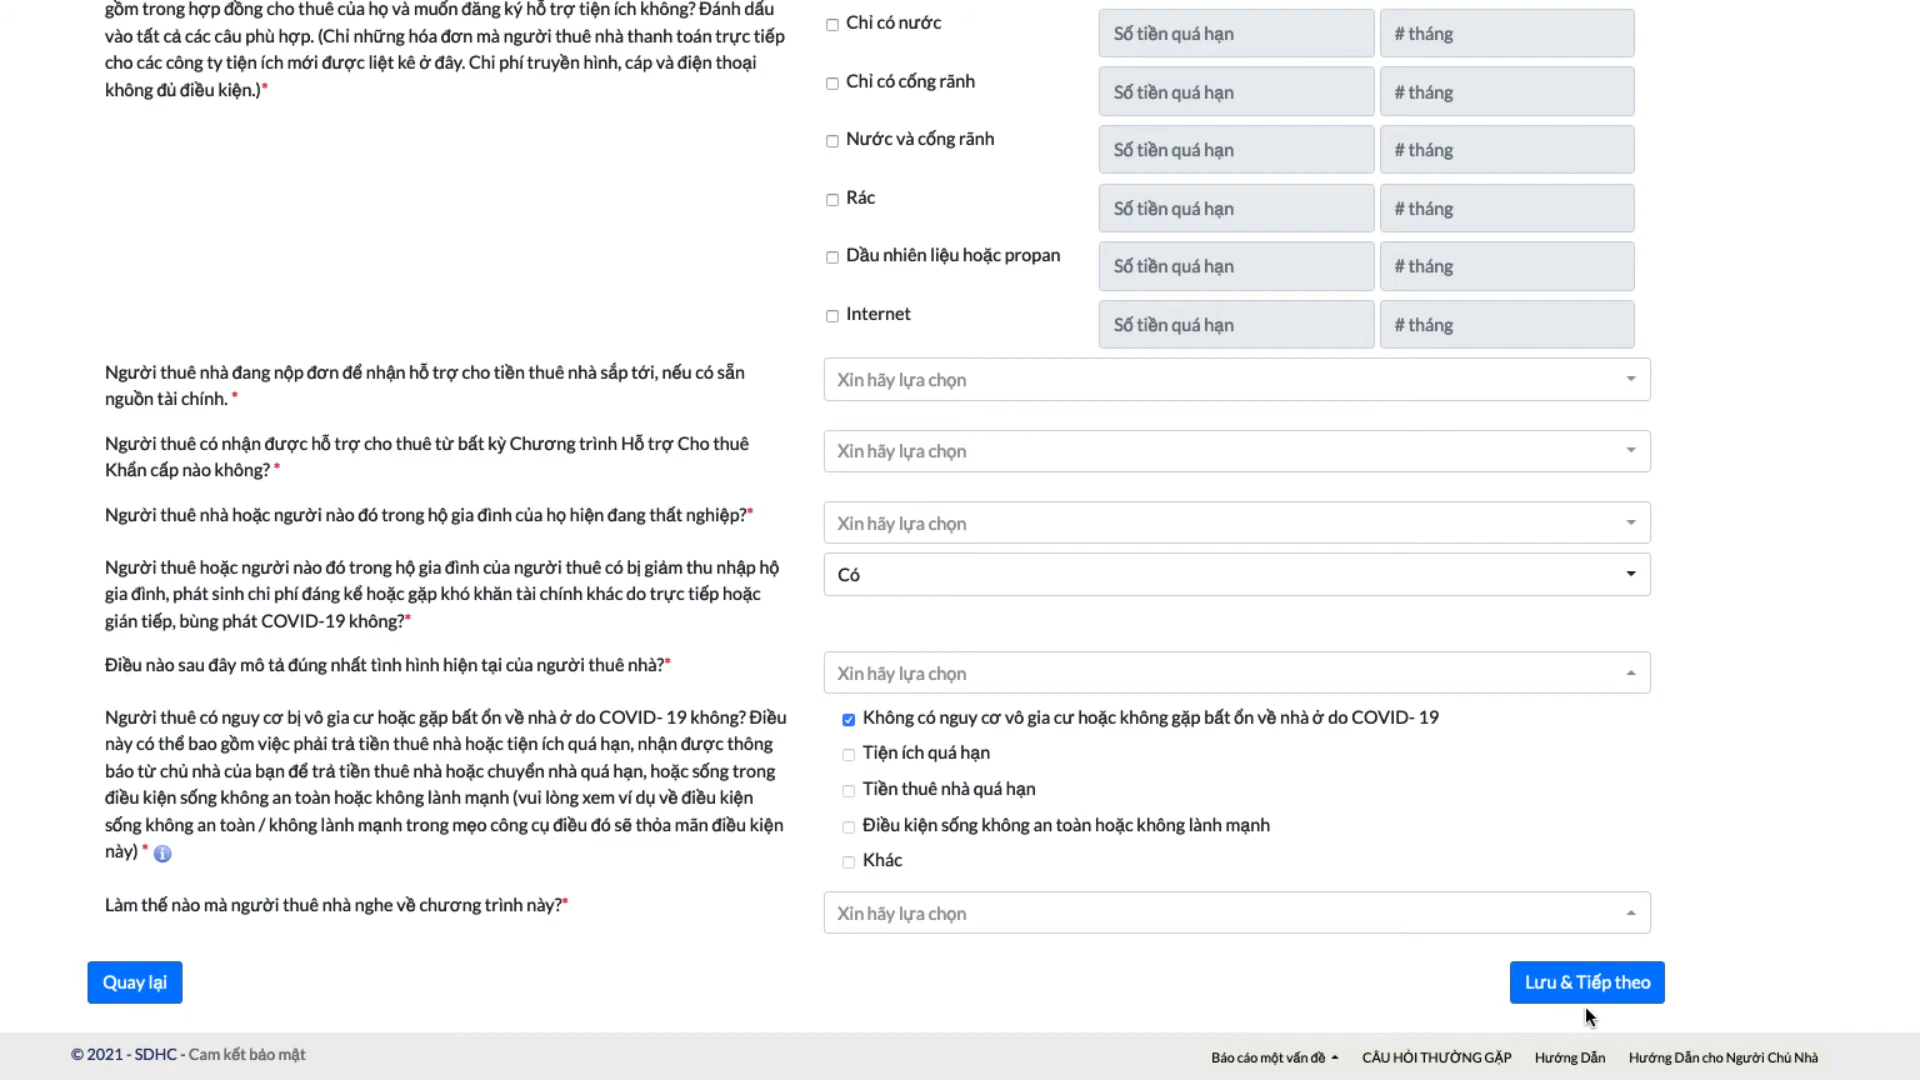 gồm trong hợp đồng cho thuê của họ và muốn đăng ký hỗ trợ tiện ích không? Đánh dấu
vào tất cả các câu phù hợp. (Chỉ những hóa đơn mà người thuê nhà thanh toán trực tiếp
cho các công ty tiện ích mới được liệt kê ở đây. Chi phí truyền hình, cáp và điện thoại
không đủ điều kiện.)*
Chỉ có nước
Số tiền quá hạn
# tháng
Chỉ có cống rãnh
Số tiền quá hạn
# tháng
Nước và cống rãnh
Số tiền quá hạn
# tháng
Rác
Số tiền quá hạn
# tháng
Dầu nhiên liệu hoặc propan
Số tiền quá hạn
# tháng
Internet
Số tiền quá hạn
# tháng
Người thuê nhà đang nộp đơn để nhận hỗ trợ cho tiền thuê nhà sắp tới, nếu có sẵn
nguồn tài chính. *
Xin hãy lựa chọn
Người thuê có nhận được hỗ trợ cho thuê từ bất kỳ Chương trình Hỗ trợ Cho thuê
Khẩn cấp nào không? *
Xin hãy lựa chọn
Người thuê nhà hoặc người nào đó trong hộ gia đình của họ hiện đang thất nghiệp?*
Xin hãy lựa chọn
Người thuê hoặc người nào đó trong hộ gia đình của người thuê có bị giảm thu nhập hộ
gia đình, phát sinh chi phí đáng kể hoặc gặp khó khăn tài chính khác do trực tiếp hoặc
gián tiếp, bùng phát COVID-19 không?*
Có
Điều nào sau đây mô tả đúng nhất tình hình hiện tại của người thuê nhà?*
Xin hãy lựa chọn
Người thuê có nguy cơ bị vô gia cư hoặc gặp bất ổn về nhà ở do COVID- 19 không? Điều
này có thể bao gồm việc phải trả tiền thuê nhà hoặc tiện ích quá hạn, nhận được thông
báo từ chủ nhà của bạn để trả tiền thuê nhà hoặc chuyển nhà quá hạn, hoặc sống trong
điều kiện sống không an toàn hoặc không lành mạnh (vui lòng xem ví dụ về điều kiện
sống không an toàn / không lành mạnh trong mẹo công cụ điều đó sẽ thỏa mãn điều kiện
này) *
Không có nguy cơ vô gia cư hoặc không gặp bất ổn về nhà ở do COVID- 19
Tiện ích quá hạn
Tiền thuê nhà quá hạn
Điều kiện sống không an toàn hoặc không lành mạnh
Khác
Làm thế nào mà người thuê nhà nghe về chương trình này?*
Xin hãy lựa chọn
Quay lại
Lưu & Tiếp theo
© 2021 - SDHC - Cam kết bảo mật
Báo cáo một vấn đề
CÂU HỎI THƯỜNG GẶP
Hướng Dẫn
Hướng Dẫn cho Người Chủ Nhà